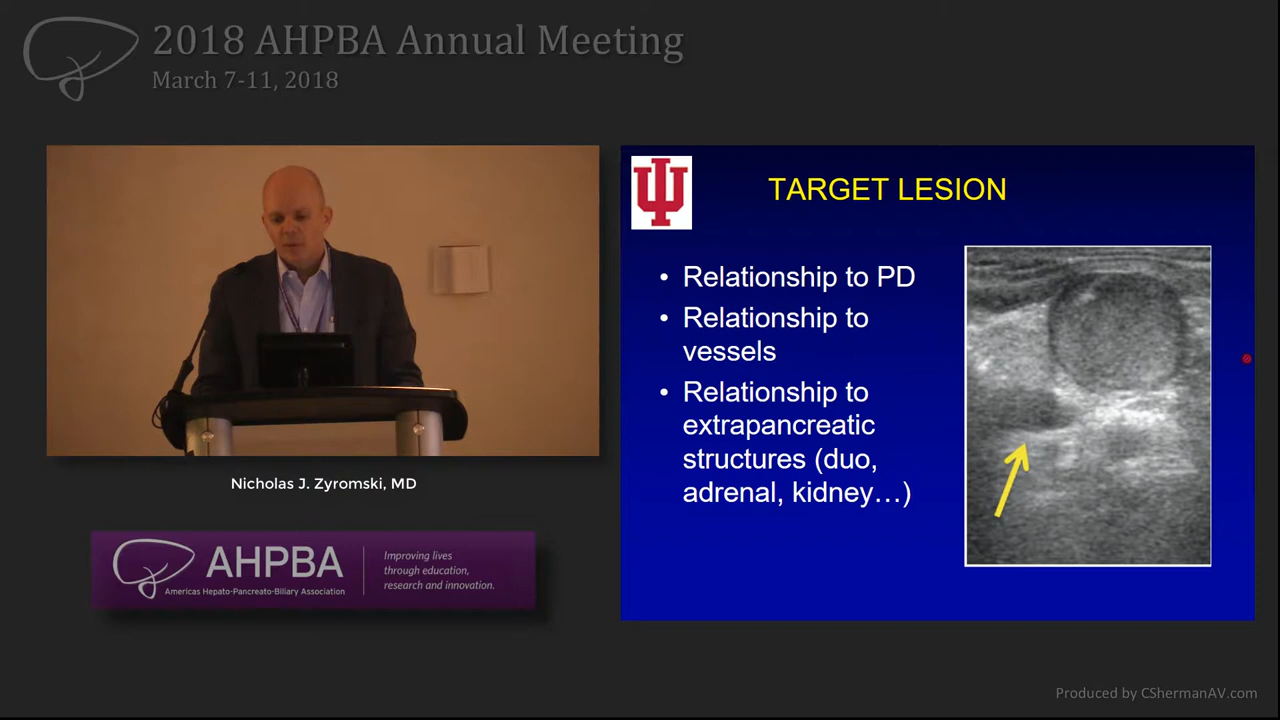 2018 AHPBA Annual Meeting
March 7-11, 2018
TARGET LESION
• Relationship to PD
• Relationship to
vessels
• Relationship to
extrapancreatic
structures (duo,
adrenal, kidney…)
Nicholas J. Zyromski, MD
AHPBA
Americas Hepato-Pancreato-Biliary Association
Improving lives
through education,
research and innovation.
Produced by CShermanAV.com